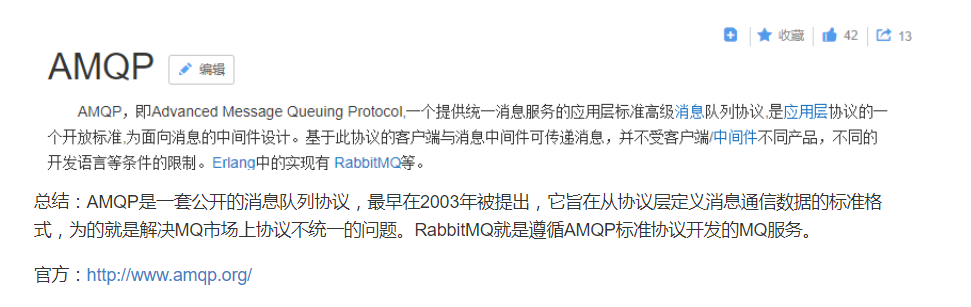 收藏 42 13
AMQP 编辑
AMQP，即Advanced Message Queuing Protocol,一个提供统一消息服务的应用层标准高级消息队列协议,是应用层协议的一
个开放标准,为面向消息的中间件设计。基于此协议的客户端与消息中间件可传递消息，并不受客户端/中间件不同产品，不同的
开发语言等条件的限制。Erlang中的实现有 RabbitMQ等。
总结：AMQP是一套公开的消息队列协议，最早在2003年被提出，它旨在从协议层定义消息通信数据的标准格
式，为的就是解决MQ市场上协议不统一的问题。RabbitMQ就是遵循AMQP标准协议开发的MQ服务。
官方：http://www.amqp.org/